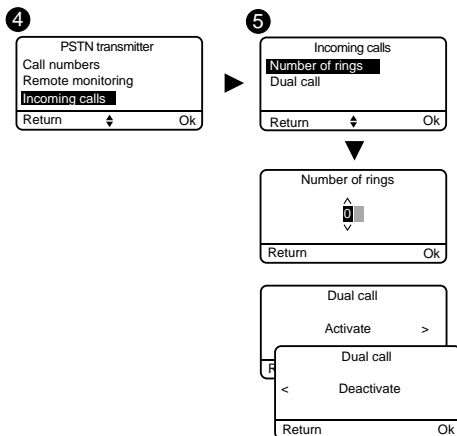 4
PSTN transmitter
Call numbers
Remote monitoring
Incoming calls
Return Ok
5
Incoming calls
Number of rings
Dual call
Return Ok
Number of rings
0
Return Ok
Dual call
Activate >
R
Dual call
< Deactivate
Return Ok